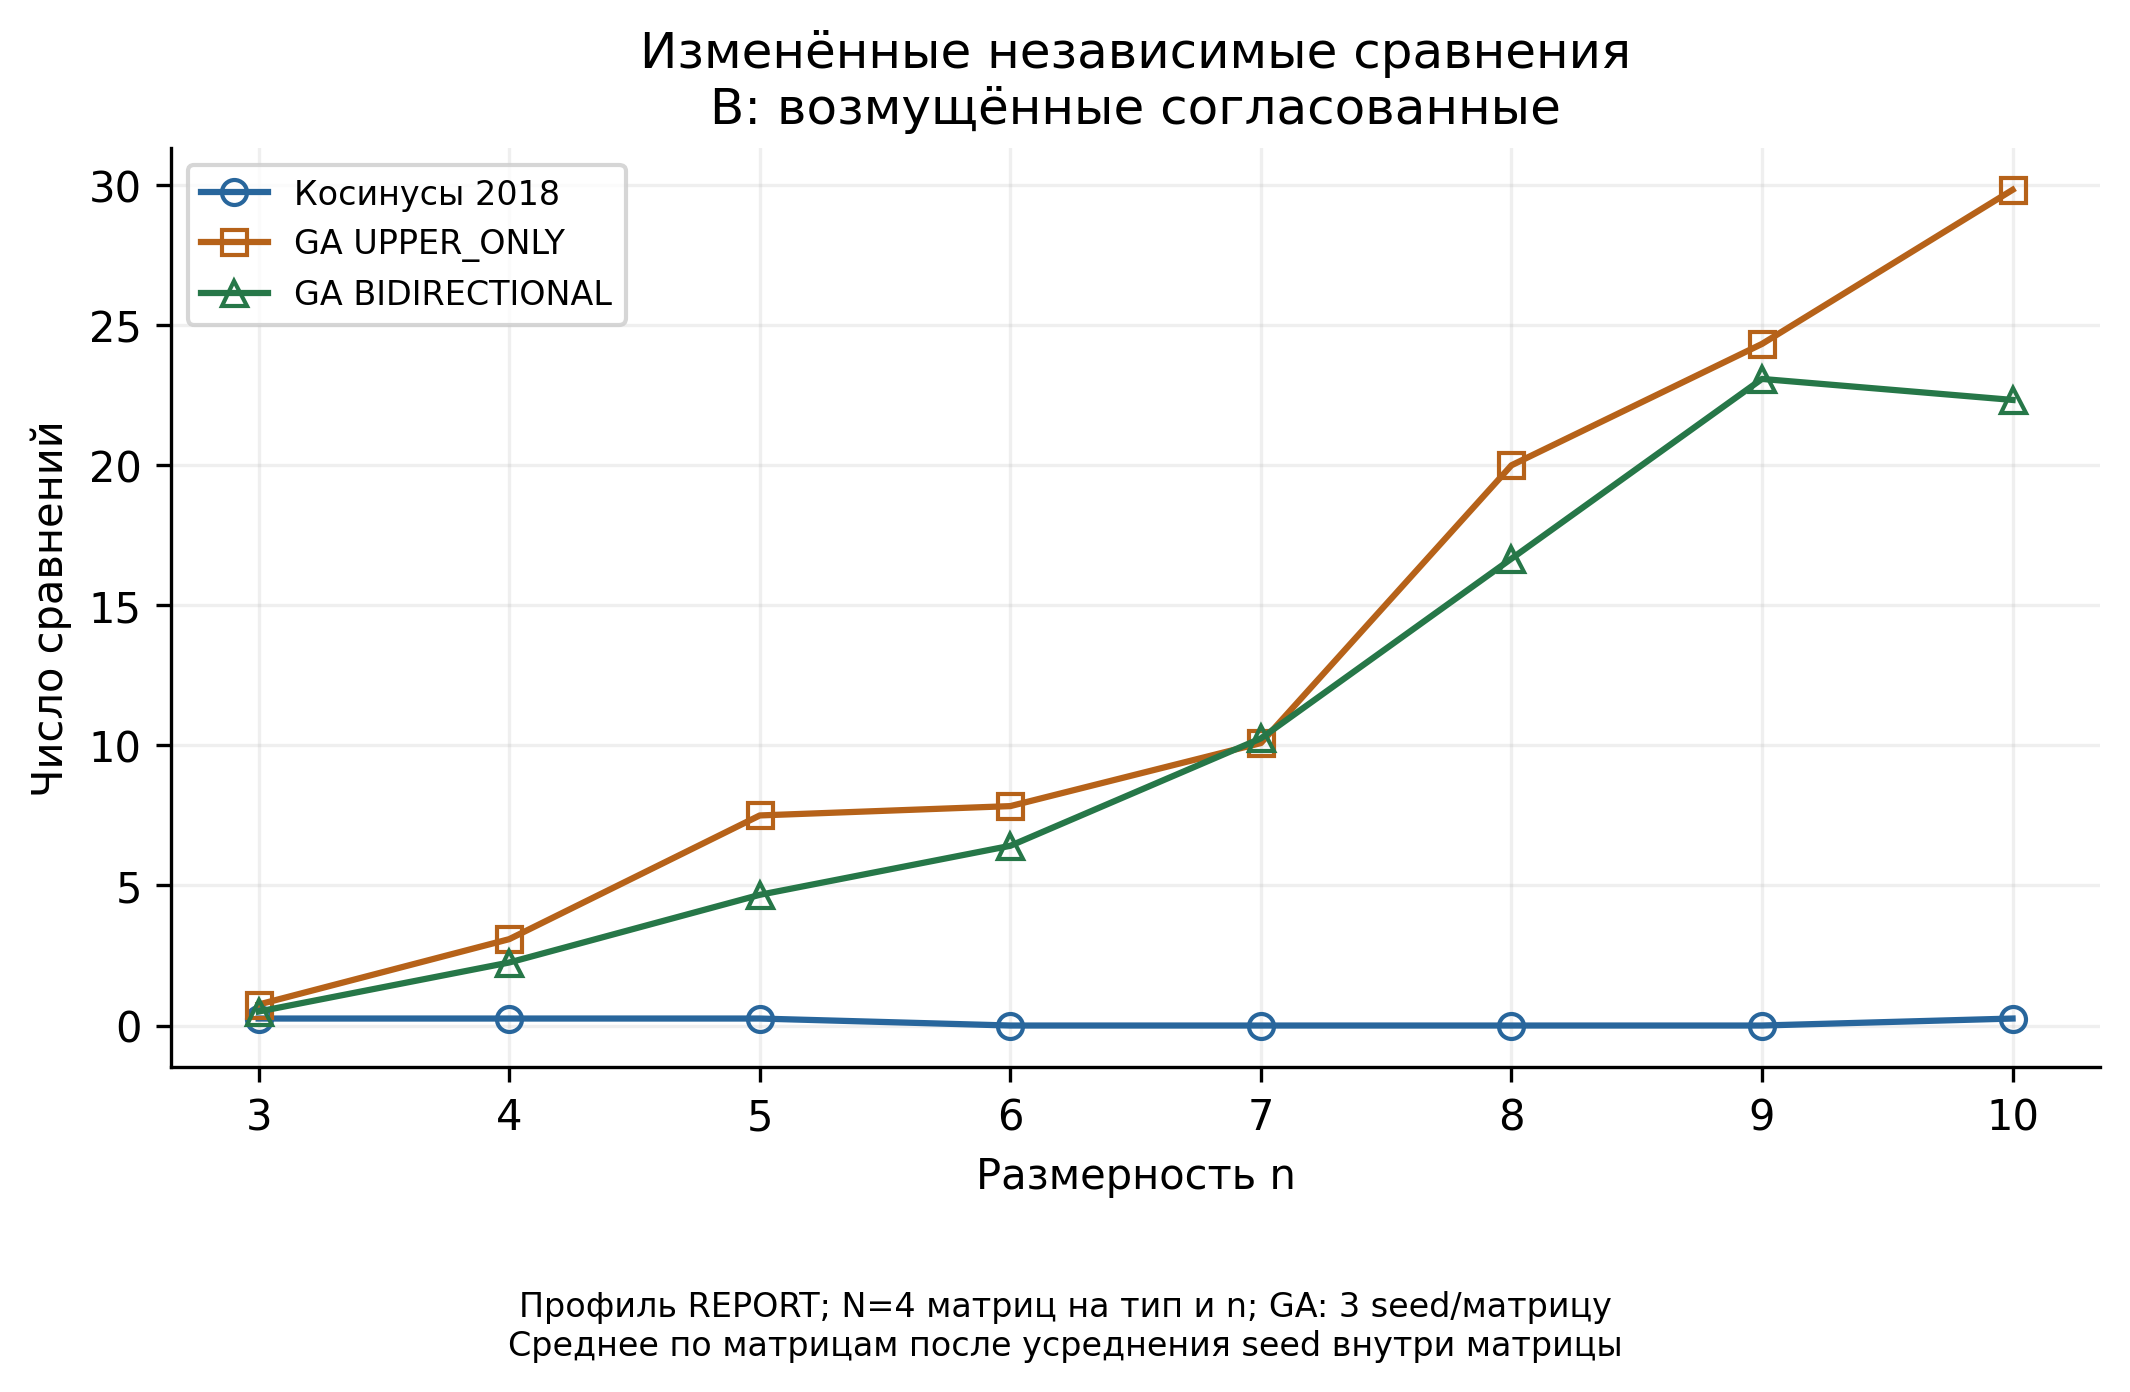 Изменённые независимые сравнения
B: возмущённые согласованные
Косинусы 2018
GA UPPER_ONLY
GA BIDIRECTIONAL
Число сравнений
30
25
20
15
10
5
0
3 4 5 6 7 8 9 10
Размерность n
Профиль REPORT; N=4 матриц на тип и n; GA: 3 seed/матрицу
Среднее по матрицам после усреднения seed внутри матрицы